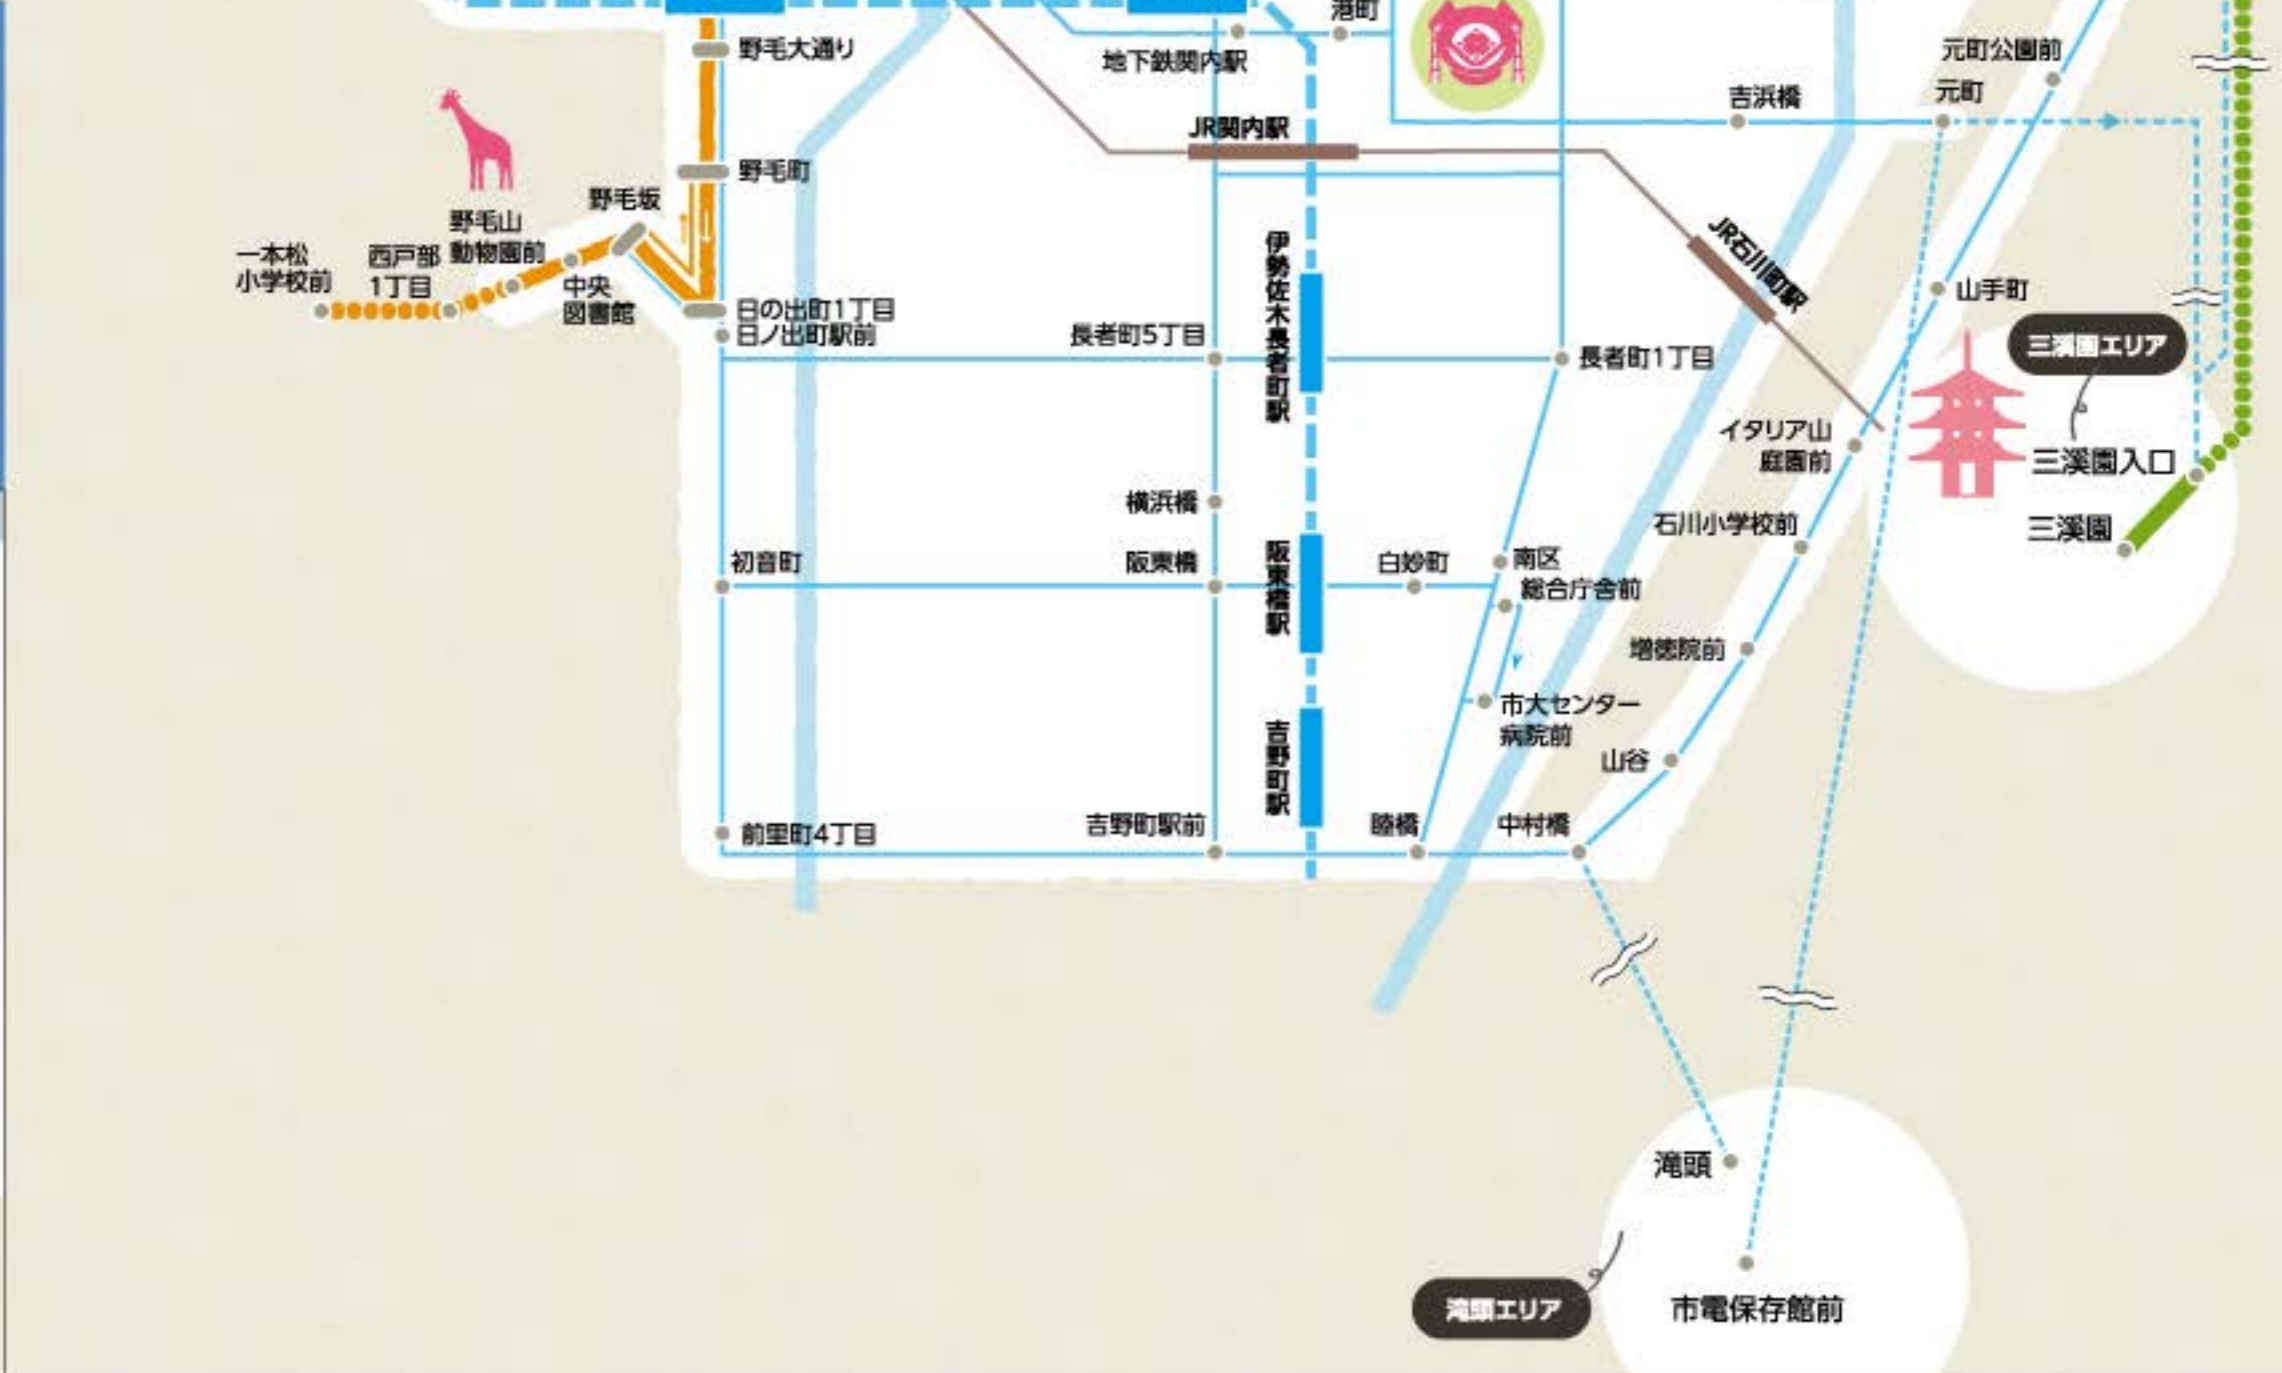 港町
野毛大通り
地下鉄関内駅
元町公園前
元町
吉浜橋
JR関内駅
野毛町
野毛坂
野毛山
動物園前
一本松
小学校前
西戸部
1丁目
中央
図書館
JR石川町駅
山手町
伊勢佐木長者町駅
日の出町1丁目
日ノ出町駅前
長者町5丁目
長者町1丁目
三溪園エリア
イタリア山
庭園前
三溪園入口
横浜橋
石川小学校前
三溪園
初音町
阪東橋
阪東橋駅
白妙町
南区
総合庁舎前
増徳院前
市大センター
病院前
吉野町駅
山谷
前里町4丁目
吉野町駅前
睦橋
中村橋
滝頭
滝頭エリア
市電保存館前